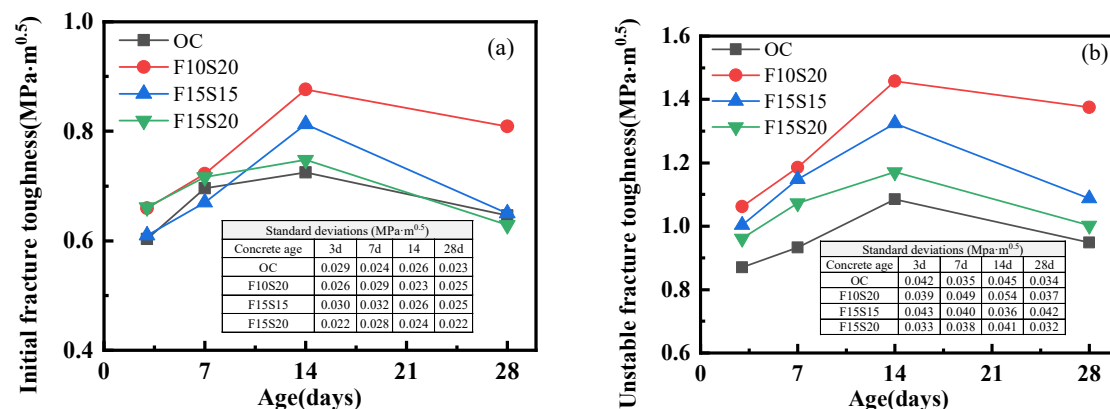 1.0
0.8
0.6
0.4
Initial fracture toughness(MPa·m^0.5)
OC
F10S20
F15S15
F15S20
(a)
Standard deviations (MPa·m^0.5)
Concrete age 3d 7d 14 28d
OC 0.029 0.024 0.026 0.023
F10S20 0.026 0.029 0.023 0.025
F15S15 0.030 0.032 0.026 0.025
F15S20 0.022 0.028 0.024 0.022
0 7 14 21 28
Age(days)
1.6
1.4
1.2
1.0
0.8
0.6
Unstable fracture toughness(MPa·m^0.5)
OC
F10S20
F15S15
F15S20
(b)
Standard deviations (Mpa·m^0.5)
Concrete age 3d 7d 14d 28d
OC 0.042 0.035 0.045 0.034
F10S20 0.039 0.049 0.054 0.037
F15S15 0.043 0.040 0.036 0.042
F15S20 0.033 0.038 0.041 0.032
0 7 14 21 28
Age(days)